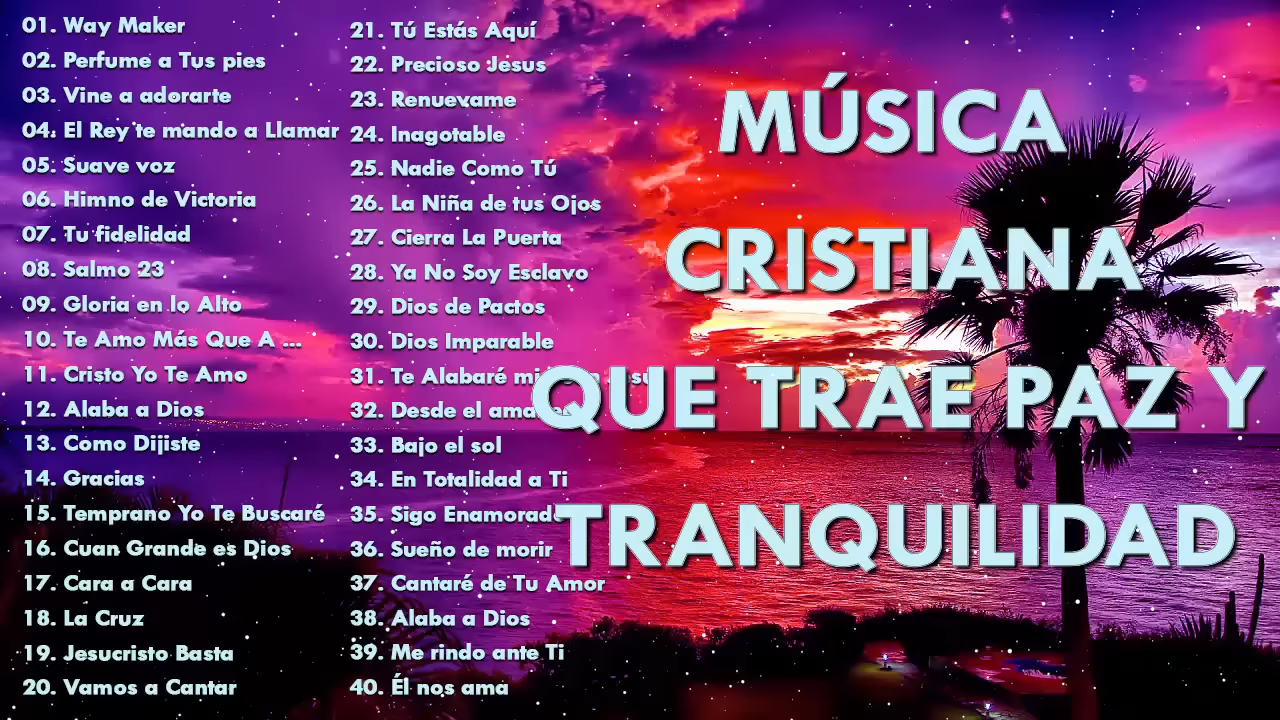 01. Way Maker
02. Perfume a Tus pies
03. Vine a adorarte
04. El Rey te mando a Llamar
05. Suave voz
06. Himno de Victoria
07. Tu fidelidad
08. Salmo 23
09. Gloria en lo Alto
10. Te Amo Más Que A ...
11. Cristo Yo Te Amo
12. Alaba a Dios
13. Como Dijiste
14. Gracias
15. Temprano Yo Te Buscaré
16. Cuan Grande es Dios
17. Cara a Cara
18. La Cruz
19. Jesucristo Basta
20. Vamos a Cantar
21. Tú Estás Aquí
22. Precioso Jesus
23. Renuevame
24. Inagotable
25. Nadie Como Tú
26. La Niña de tus Ojos
27. Cierra La Puerta
28. Ya No Soy Esclavo
29. Dios de Pactos
30. Dios Imparable
31. Te Alabaré mi
32. Desde el
33. Bajo el sol
34. En Totalidad a Ti
35. Sigo
36. Sueño de morir
37. Cantaré de Tu Amor
38. Alaba a Dios
39. Me rindo ante Ti
40. Él nos ama
MÚSICA
CRISTIANA
QUE TRAE PAZ Y
TRANQUILIDAD